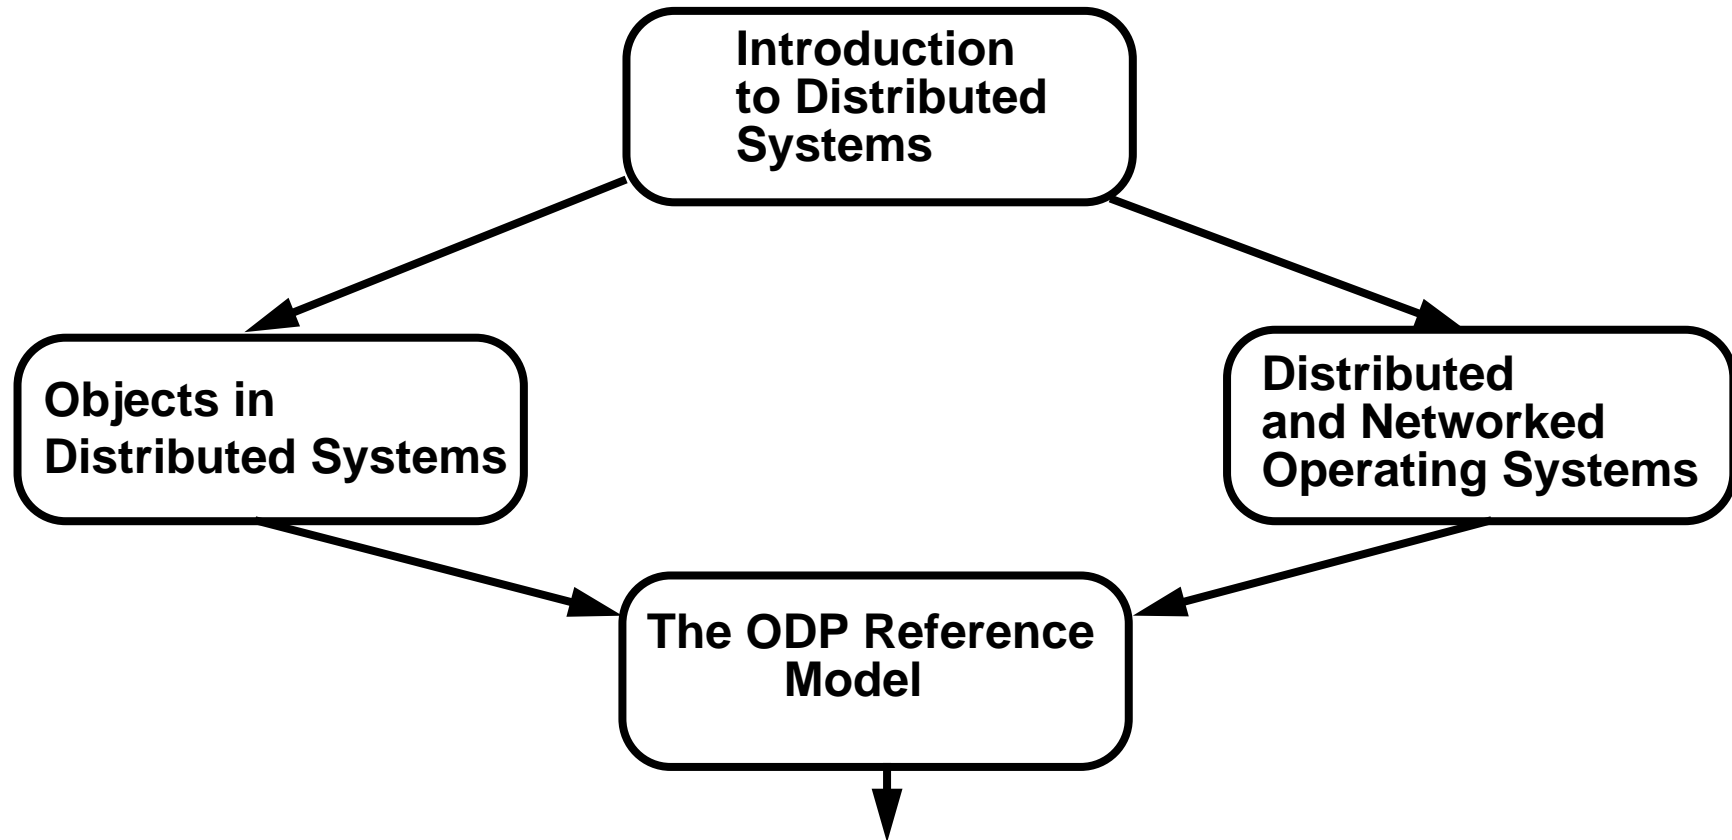 Introduction
to Distributed
Systems
Objects in
Distributed Systems
Distributed
and Networked
Operating Systems
The ODP Reference
Model